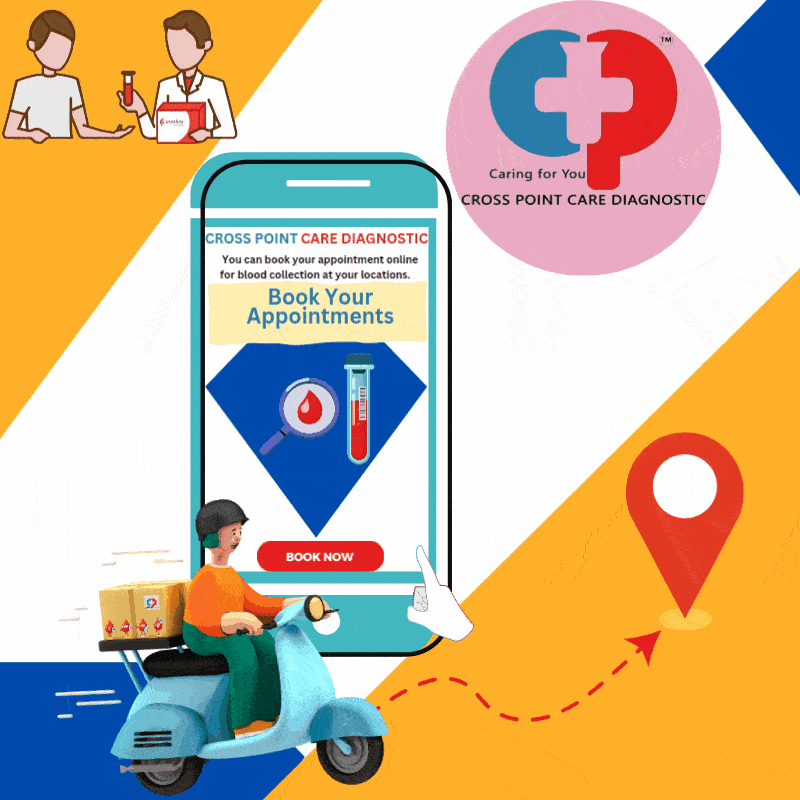 TM
Caring for You
CROSS POINT CARE DIAGNOSTIC
CROSS POINT CARE DIAGNOSTIC
You can book your appointment online
for blood collection at your locations.
Book Your
Appointments
BOOK NOW